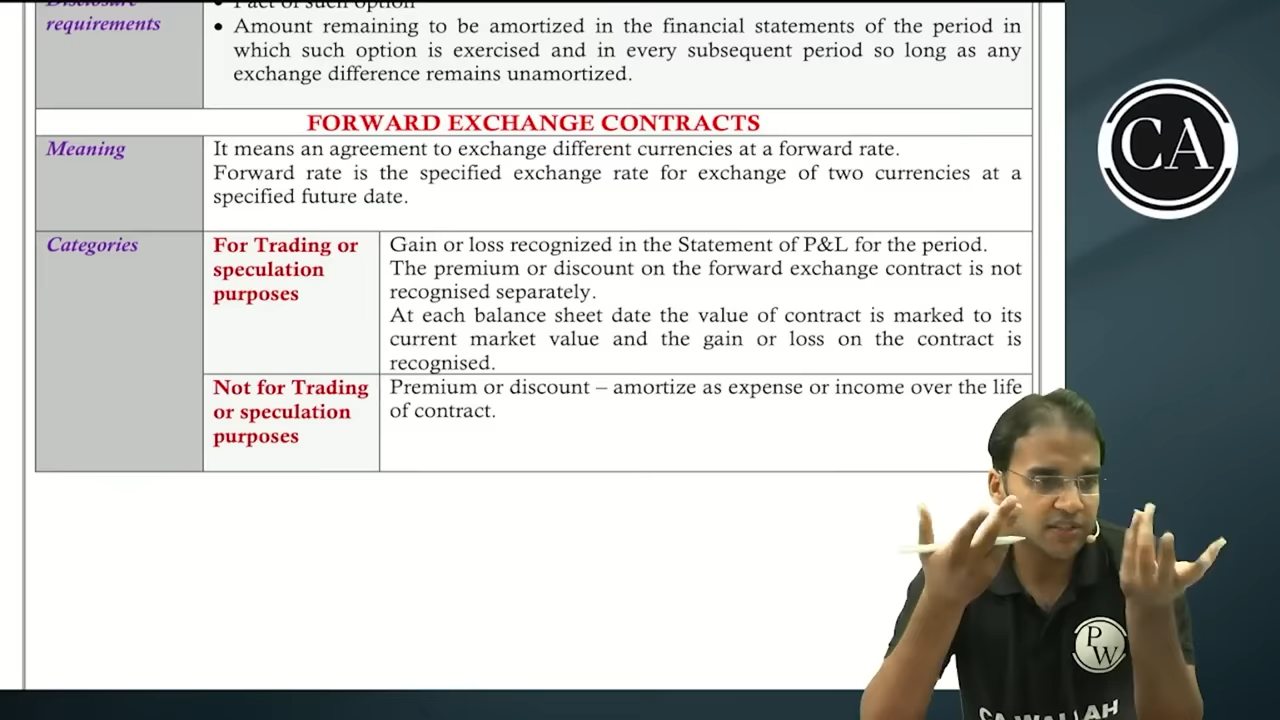 Disclosure
requirements
• Fact of such option
• Amount remaining to be amortized in the financial statements of the period in
which such option is exercised and in every subsequent period so long as any
exchange difference remains unamortized.
FORWARD EXCHANGE CONTRACTS
Meaning
It means an agreement to exchange different currencies at a forward rate.
Forward rate is the specified exchange rate for exchange of two currencies at a
specified future date.
Categories
For Trading or
speculation
purposes
Gain or loss recognized in the Statement of P&L for the period.
The premium or discount on the forward exchange contract is not
recognised separately.
At each balance sheet date the value of contract is marked to its
current market value and the gain or loss on the contract is
recognised.
Not for Trading
or speculation
purposes
Premium or discount – amortize as expense or income over the life
of contract.
CA
PW
CA WALLAH